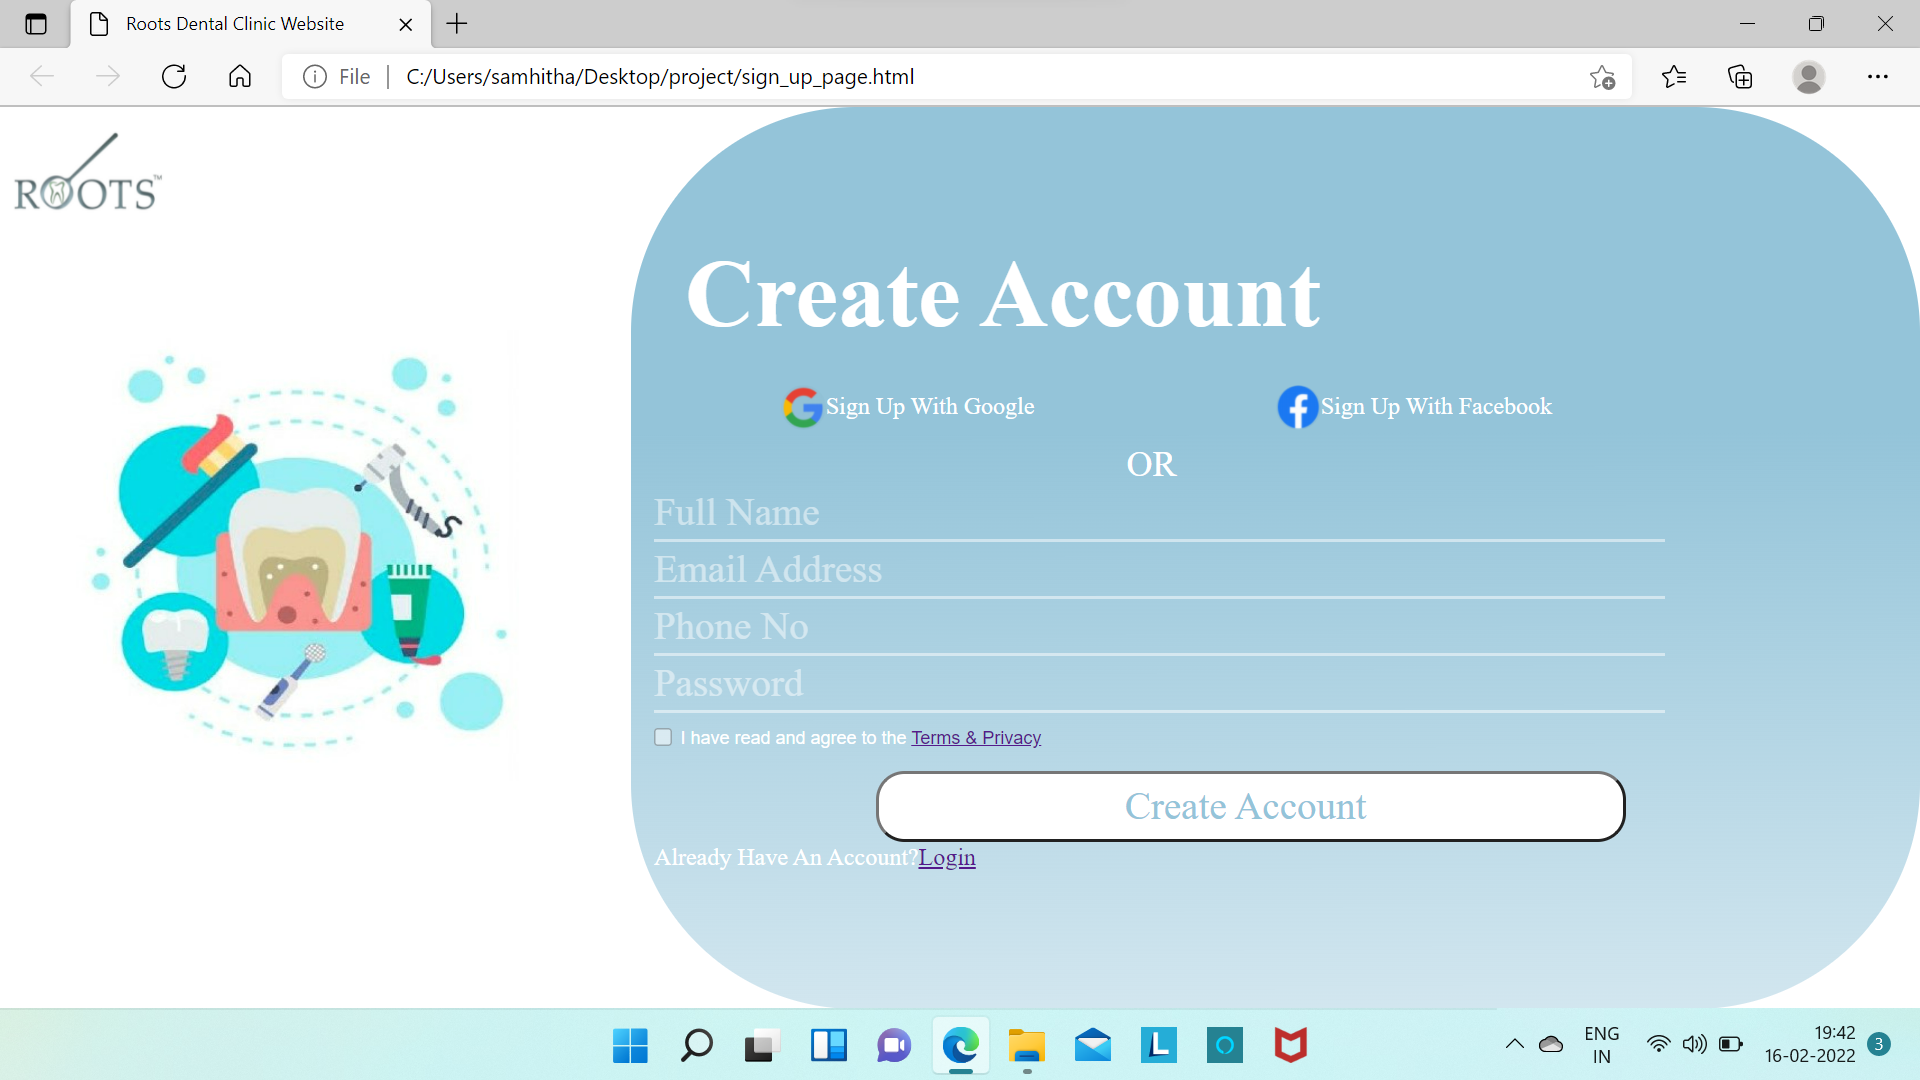 Roots Dental Clinic Website
File
C:/Users/samhitha/Desktop/project/sign_up_page.html
ROOTS™
Create Account
Sign Up With Google
Sign Up With Facebook
OR
Full Name
Email Address
Phone No
Password
I have read and agree to the Terms & Privacy
Create Account
Already Have An Account?Login
L
ENG
IN
19:42
16-02-2022
3